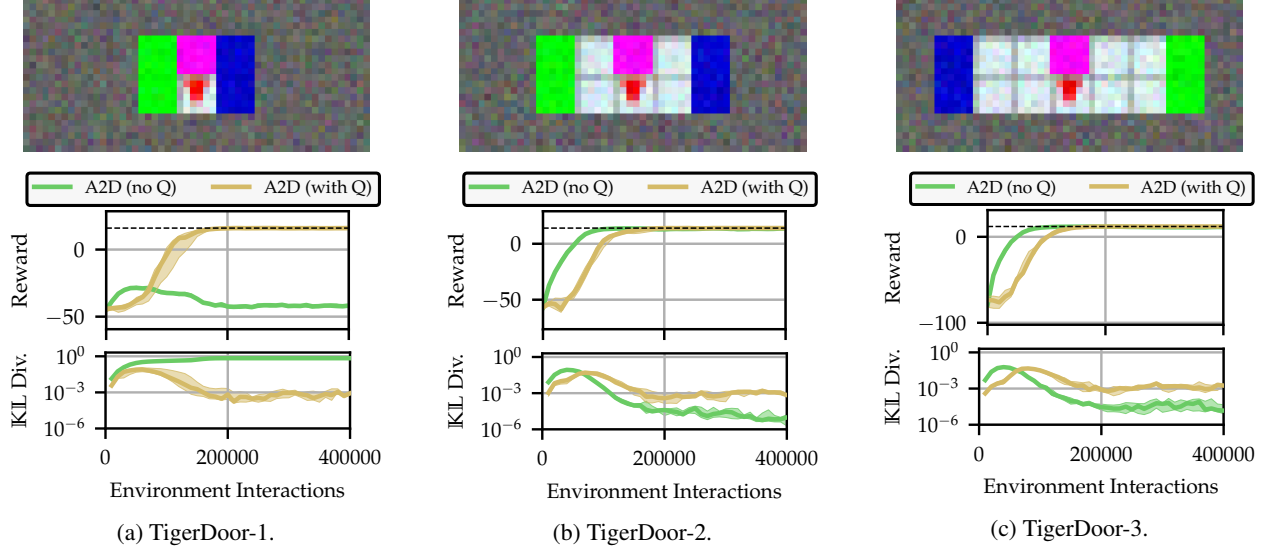 A2D (no Q) A2D (with Q)
Reward
0
−50
𝕂𝕃 Div.
10^0
10^−3
10^−6
0 200000 400000
Environment Interactions
(a) TigerDoor-1.
A2D (no Q) A2D (with Q)
Reward
0
−50
10^0
10^−3
10^−6
𝕂𝕃 Div.
0 200000 400000
Environment Interactions
(b) TigerDoor-2.
A2D (no Q) A2D (with Q)
Reward
0
−100
𝕂𝕃 Div.
10^0
10^−3
10^−6
0 200000 400000
Environment Interactions
(c) TigerDoor-3.